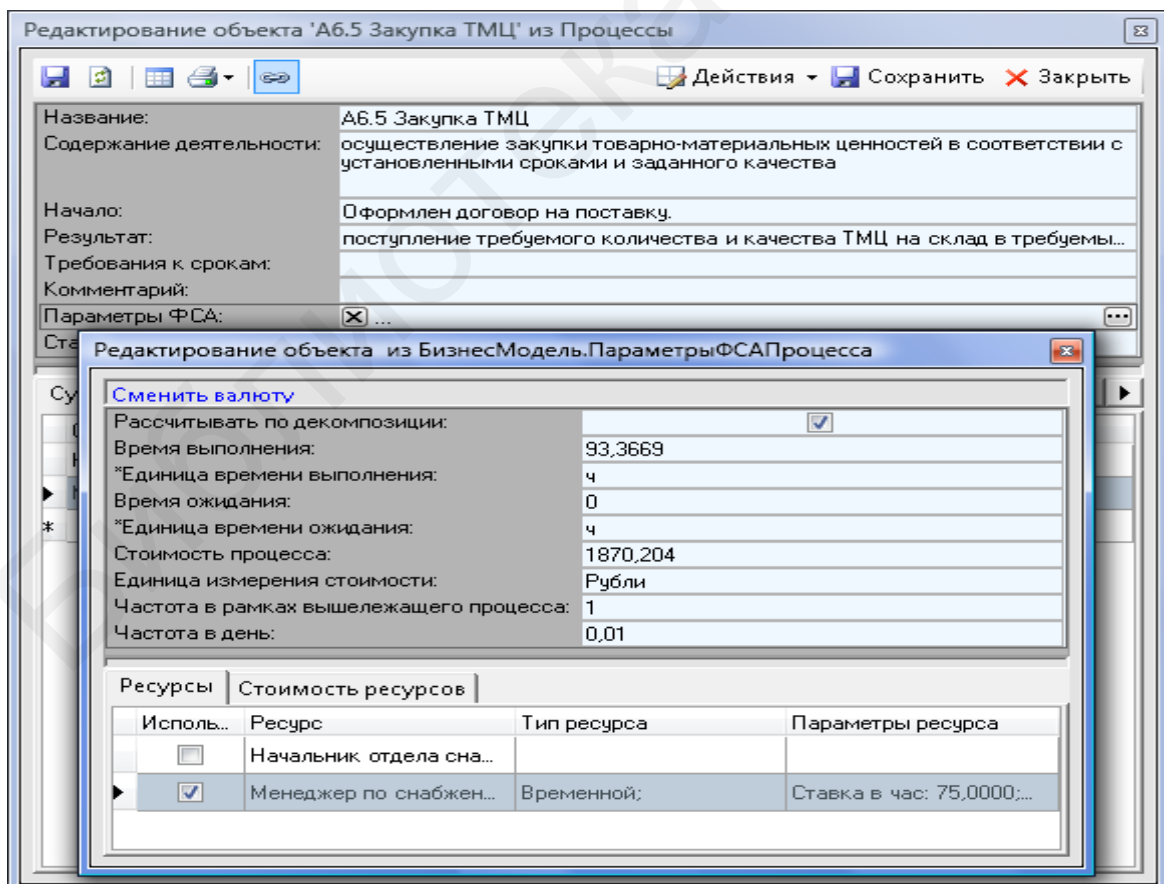 Редактирование объекта 'А6.5 Закупка ТМЦ' из Процессы
Действия Сохранить Закрыть
Название: А6.5 Закупка ТМЦ
Содержание деятельности: осуществление закупки товарно-материальных ценностей в соответствии с
установленными сроками и заданного качества
Начало: Оформлен договор на поставку.
Результат: поступление требуемого количества и качества ТМЦ на склад в требуемы...
Требования к срокам:
Комментарий:
Параметры ФСА: ...
Ста
Редактирование объекта из БизнесМодель.ПараметрыФСАПроцесса
Су
Сменить валюту
Рассчитывать по декомпозиции:
Время выполнения: 93,3669
*Единица времени выполнения: ч
Время ожидания: 0
*Единица времени ожидания: ч
Стоимость процесса: 1870,204
Единица измерения стоимости: Рубли
Частота в рамках вышележащего процесса: 1
Частота в день: 0,01
Ресурсы Стоимость ресурсов
Исполь... Ресурс Тип ресурса Параметры ресурса
Начальник отдела сна...
Менеджер по снабжен... Временной; Ставка в час: 75,0000;...
Библиотека